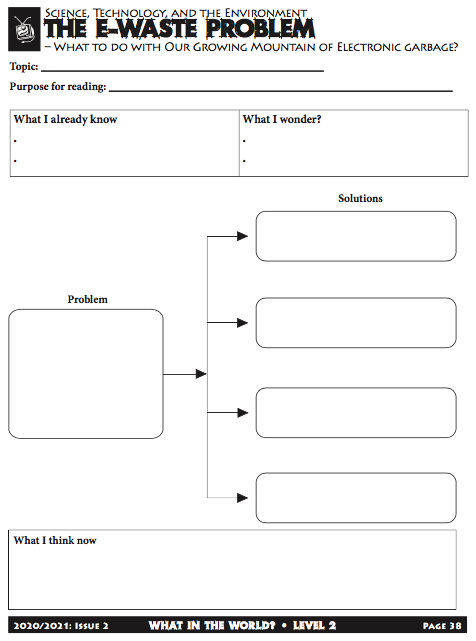 Science, Technology, and the Environment
The E-Waste Problem
– What to do with Our Growing Mountain of Electronic garbage?
Topic:
Purpose for reading:
What I already know
•
•
What I wonder?
•
•
Solutions
Problem
What I think now
2020/2021: Issue 2 What in the World? • Level 2 Page 38